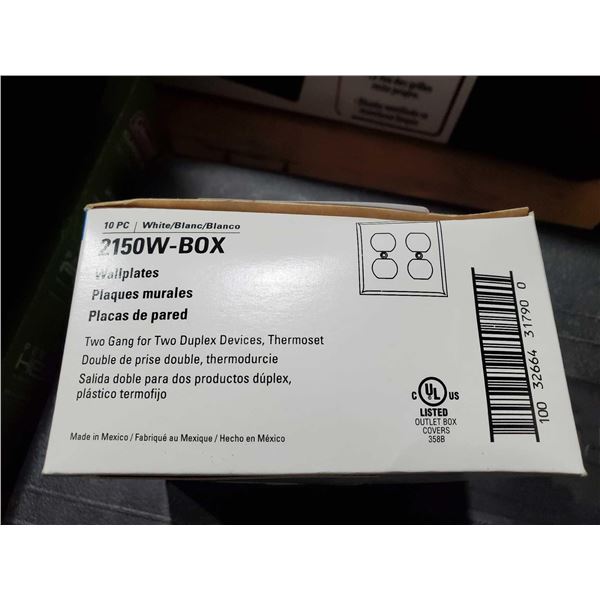 10 PC | White/Blanc/Blanco
2150W-BOX
Wallplates
Plaques murales
Placas de pared
Two Gang for Two Duplex Devices, Thermoset
Double de prise double, thermodurcie
Salida doble para dos productos dúplex,
plástico termofijo
Made in Mexico / Fabriqué au Mexique / Hecho en México
C UL US
LISTED
OUTLET BOX
COVERS
358B
100 32664 31790 0